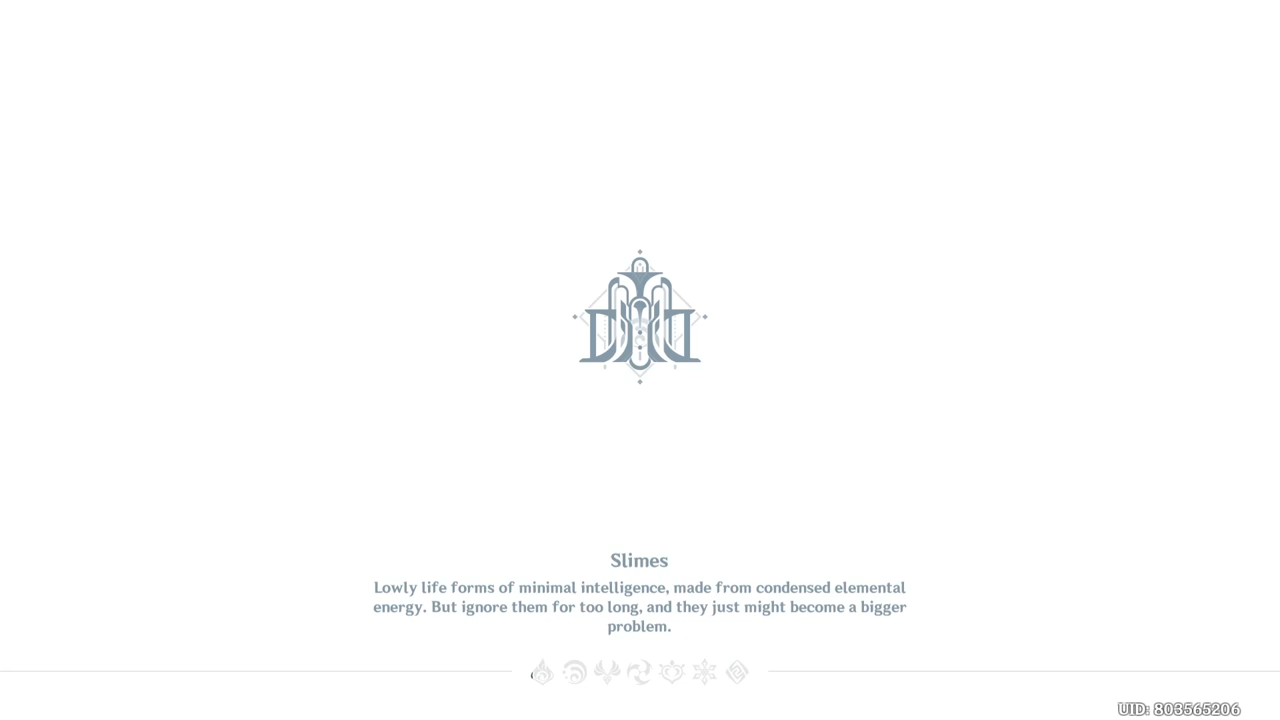 Slimes
Lowly life forms of minimal intelligence, made from condensed elemental
energy. But ignore them for too long, and they just might become a bigger
problem.
UID: 803565206